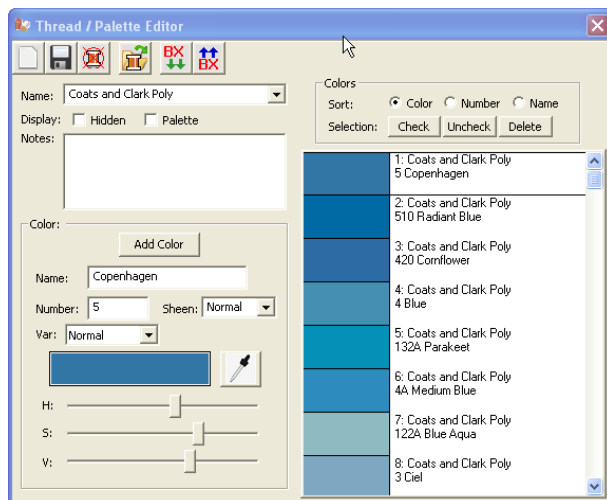 Thread / Palette Editor
BX
BX
Name: Coats and Clark Poly
Display: Hidden Palette
Notes:
Color:
Add Color
Name: Copenhagen
Number: 5 Sheen: Normal
Var: Normal
H:
S:
V:
Colors
Sort: Color Number Name
Selection: Check Uncheck Delete
1: Coats and Clark Poly
5 Copenhagen
2: Coats and Clark Poly
510 Radiant Blue
3: Coats and Clark Poly
420 Cornflower
4: Coats and Clark Poly
4 Blue
5: Coats and Clark Poly
132A Parakeet
6: Coats and Clark Poly
4A Medium Blue
7: Coats and Clark Poly
122A Blue Aqua
8: Coats and Clark Poly
3 Ciel